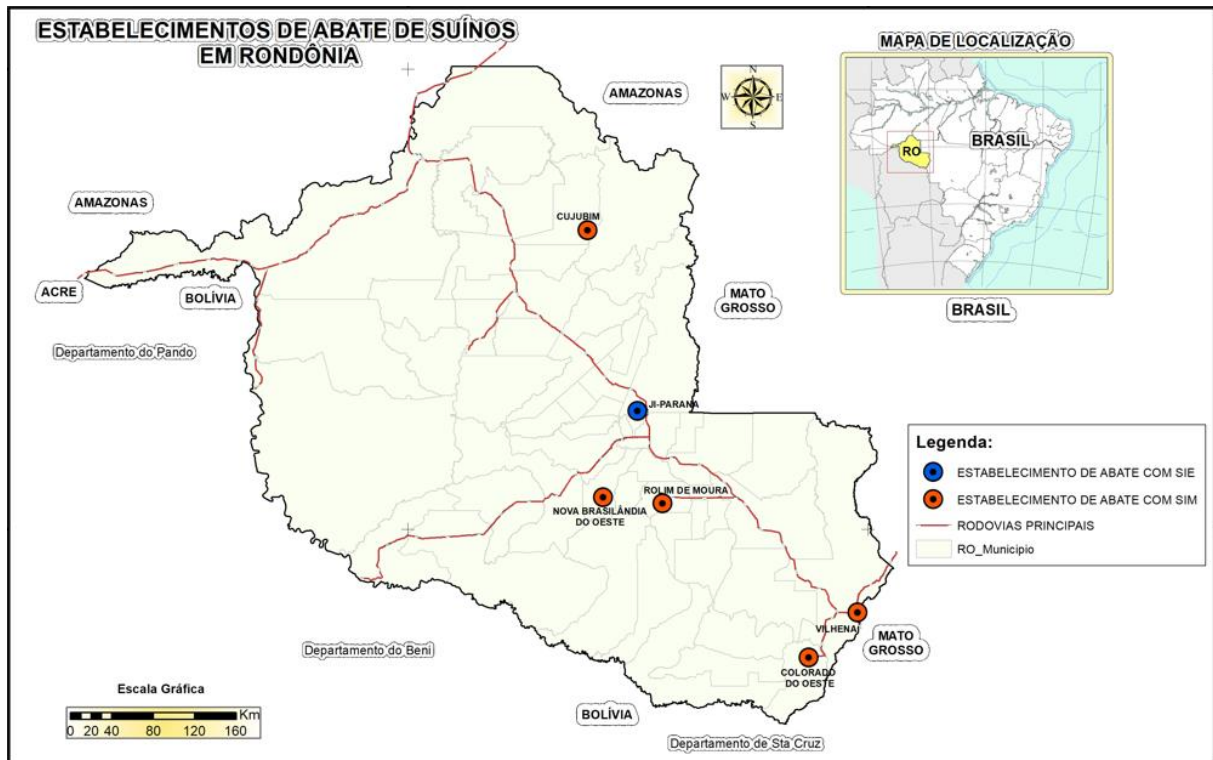 ESTABELECIMENTOS DE ABATE DE SUÍNOS
EM RONDÔNIA
MAPA DE LOCALIZAÇÃO
N
W
E
S
AMAZONAS
BRASIL
RO
AMAZONAS
CUJUBIM
ACRE
BOLÍVIA
MATO
GROSSO
BRASIL
Departamento do Pando
JI-PARANA
Legenda:
ESTABELECIMENTO DE ABATE COM SIE
ESTABELECIMENTO DE ABATE COM SIM
RODOVIAS PRINCIPAIS
RO_Municipio
ROLIM DE MOURA
NOVA BRASILÂNDIA
DO OESTE
VILHENA
MATO
GROSSO
Departamento do Beni
COLORADO
DO OESTE
Escala Gráfica
Km
0 20 40 80 120 160
BOLÍVIA
Departamento de Sta Cruz